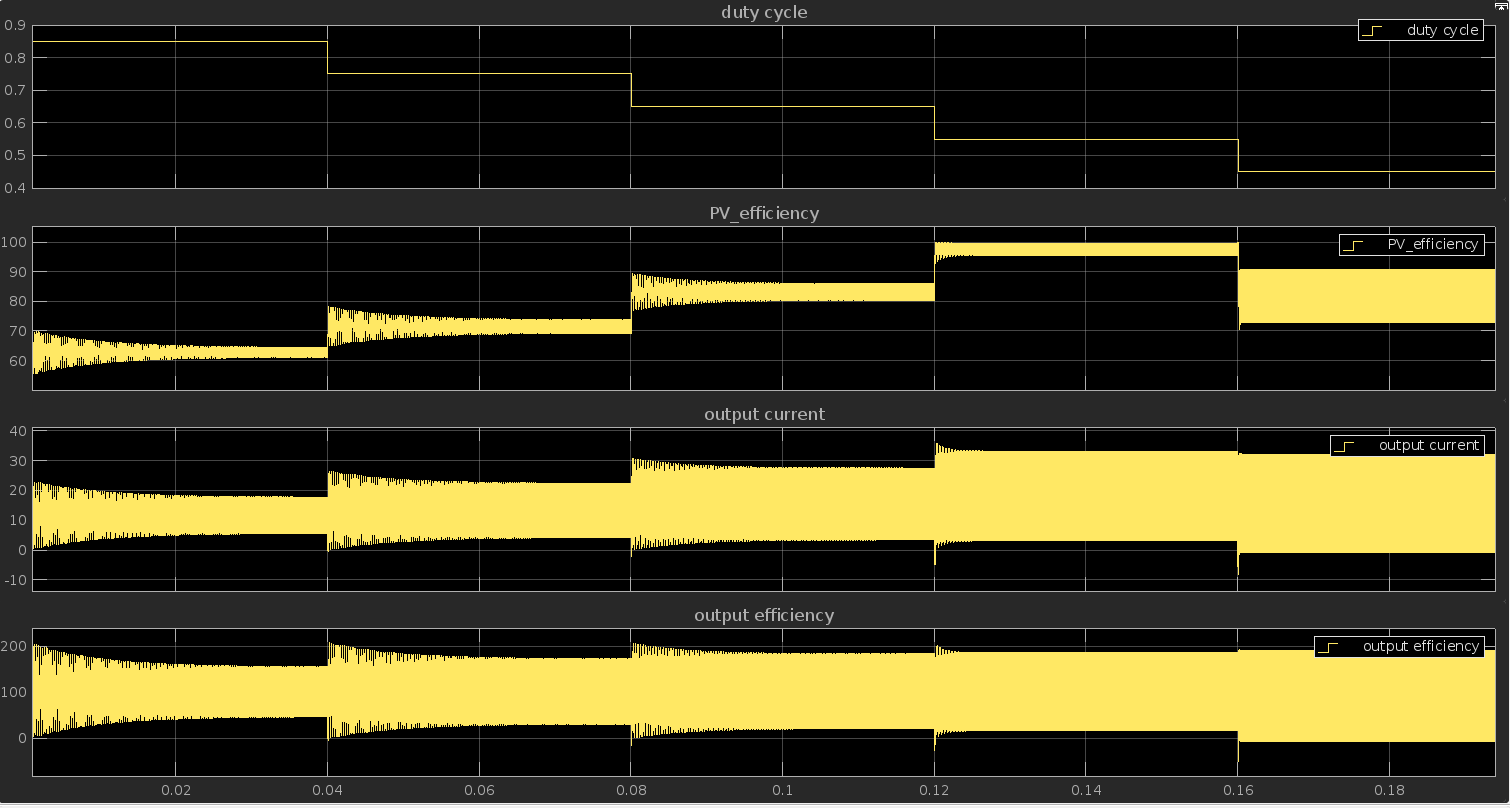 duty cycle
duty cycle
0.9
0.8
0.7
0.6
0.5
0.4
PV_efficiency
PV_efficiency
100
90
80
70
60
output current
output current
40
30
20
10
0
-10
output efficiency
output efficiency
200
100
0
0.02 0.04 0.06 0.08 0.1 0.12 0.14 0.16 0.18